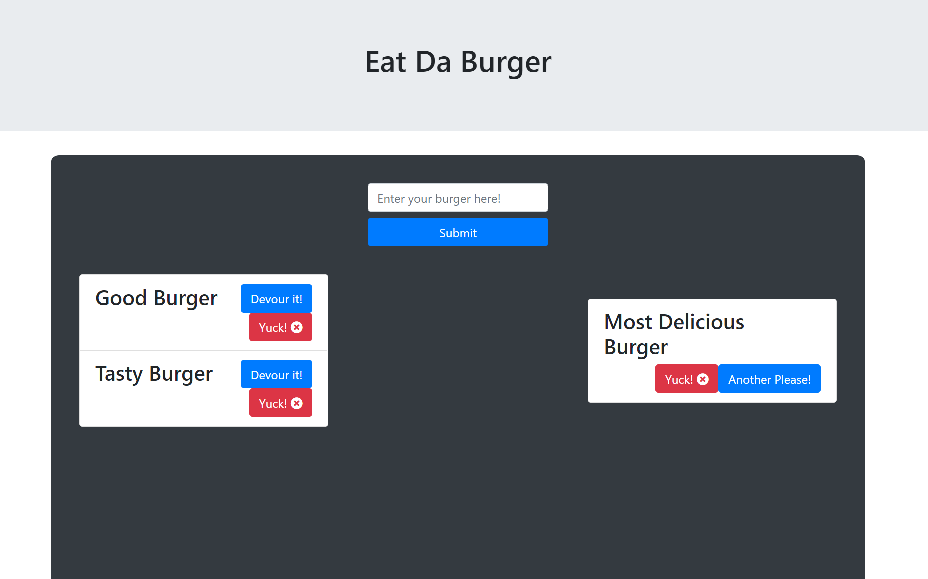 Eat Da Burger
Enter your burger here!
Submit
Good Burger
Devour it!
Yuck!
Tasty Burger
Devour it!
Yuck!
Most Delicious
Burger
Yuck! Another Please!